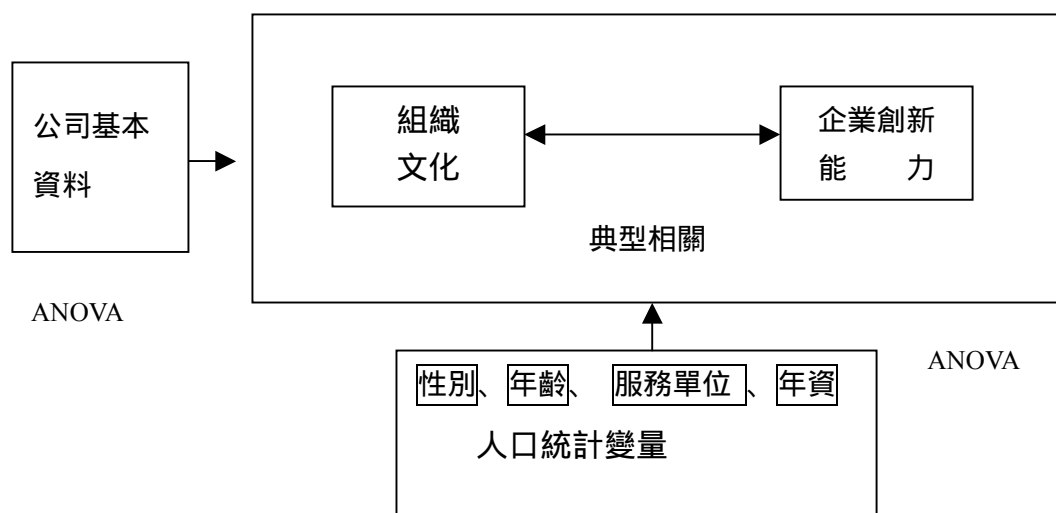 公司基本
資料
組織
文化
企業創新
能 力
典型相關
ANOVA
ANOVA
性別、年齡、 服務單位 、年資
人口統計變量